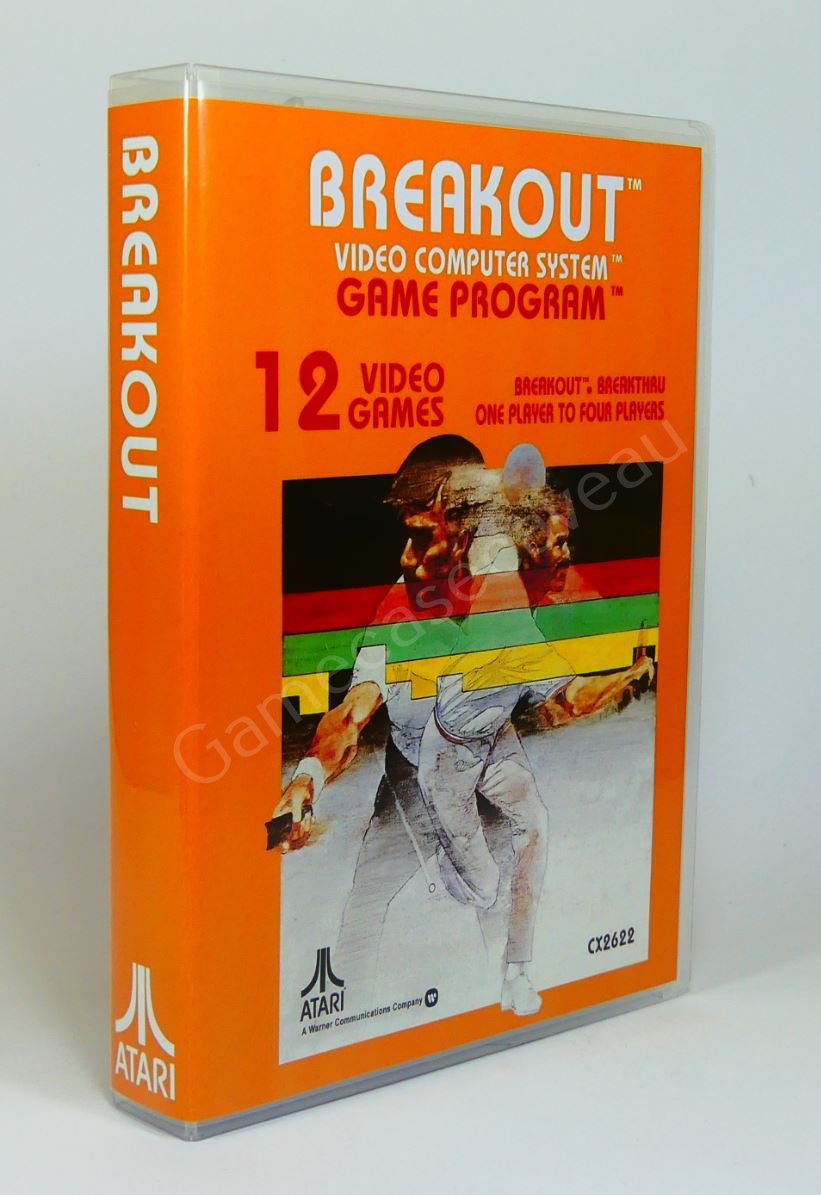 BREAKOUT
ATARI
BREAKOUT™
VIDEO COMPUTER SYSTEM™
GAME PROGRAM™
12 VIDEO GAMES
BREAKOUT™. BREAKTHRU
ONE PLAYER TO FOUR PLAYERS
CX2622
ATARI
A Warner Communications Company